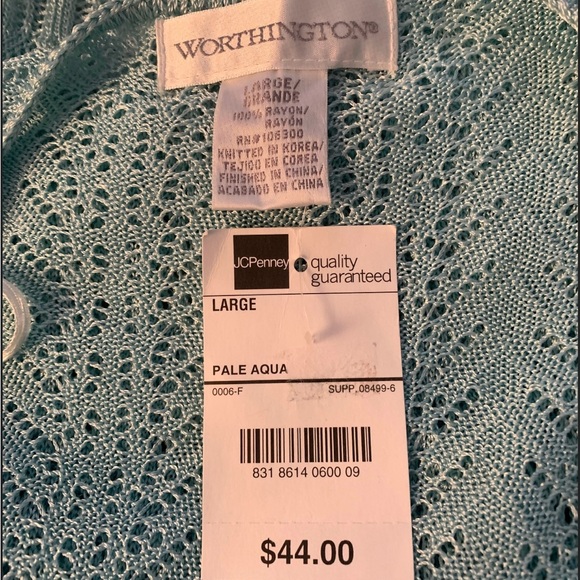 WORTHINGTON®
LARGE/
GRANDE
100% RAYON/
RAYÓN
RN#106300
KNITTED IN KOREA/
TEJIDO EN COREA
FINISHED IN CHINA/
ACABADO EN CHINA
JCPenney
quality
guaranteed
LARGE
PALE AQUA
0006-F SUPP.08499-6
831 8614 0600 09
$44.00